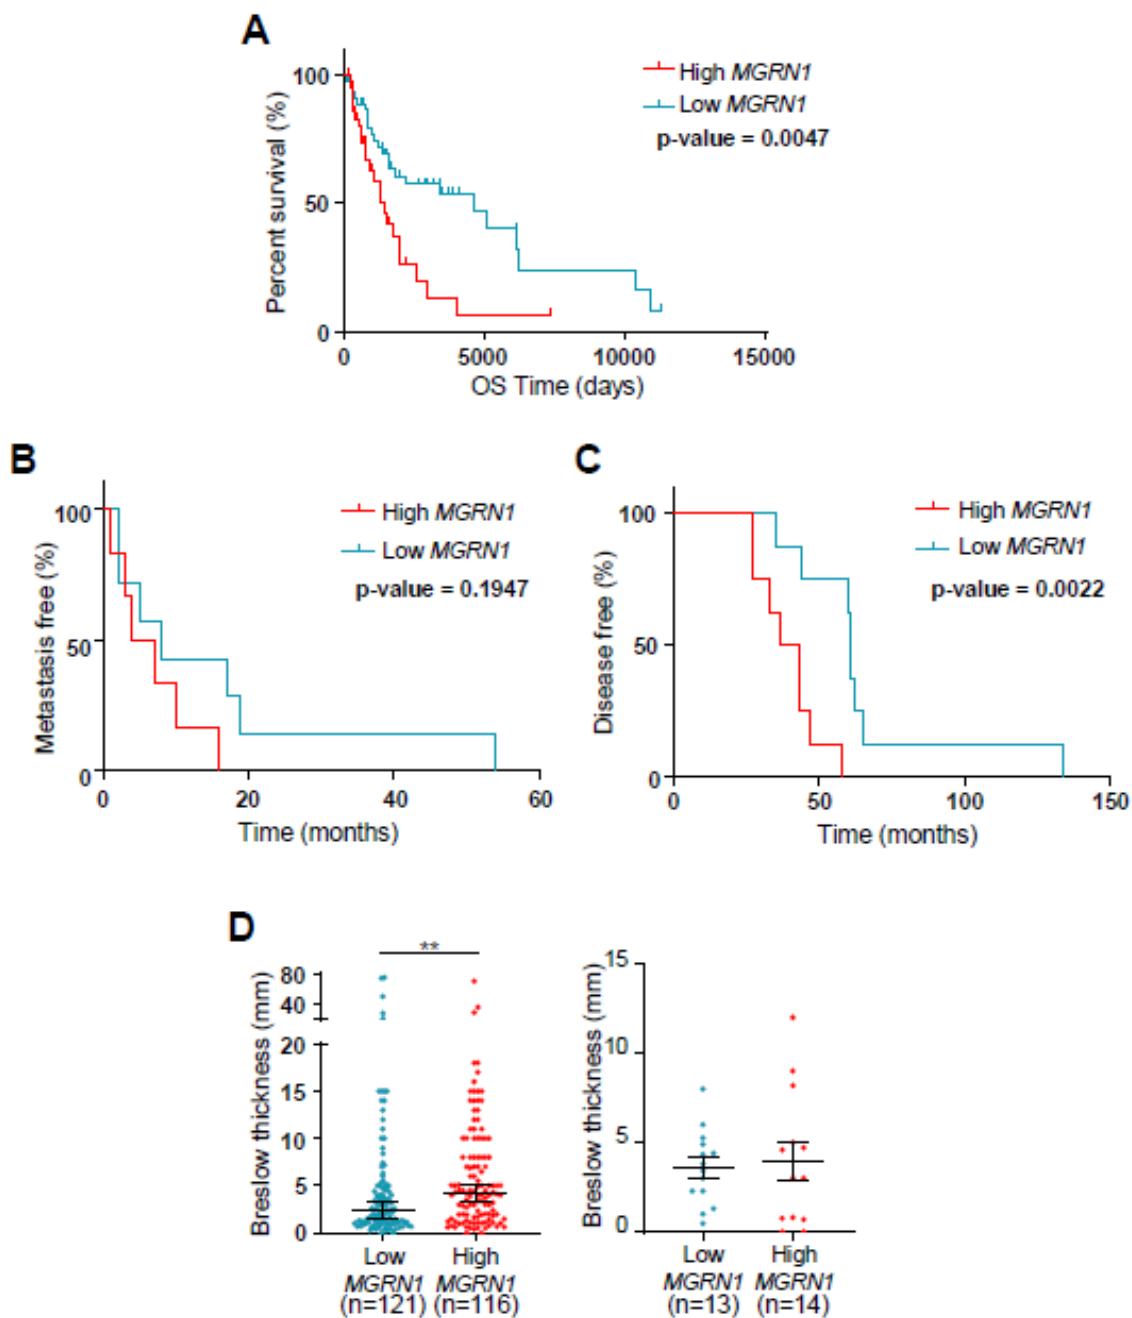 A
Percent survival (%)
100
50
0
0 5000 10000 15000
OS Time (days)
High MGRN1
Low MGRN1
p-value = 0.0047
B
Metastasis free (%)
100
50
0
0 20 40 60
Time (months)
High MGRN1
Low MGRN1
p-value = 0.1947
C
Disease free (%)
100
50
0
0 50 100 150
Time (months)
High MGRN1
Low MGRN1
p-value = 0.0022
D
Breslow thickness (mm)
80
40
20
15
10
5
0
**
Low High
MGRN1 MGRN1
(n=121) (n=116)
Breslow thickness (mm)
15
10
5
0
Low High
MGRN1 MGRN1
(n=13) (n=14)